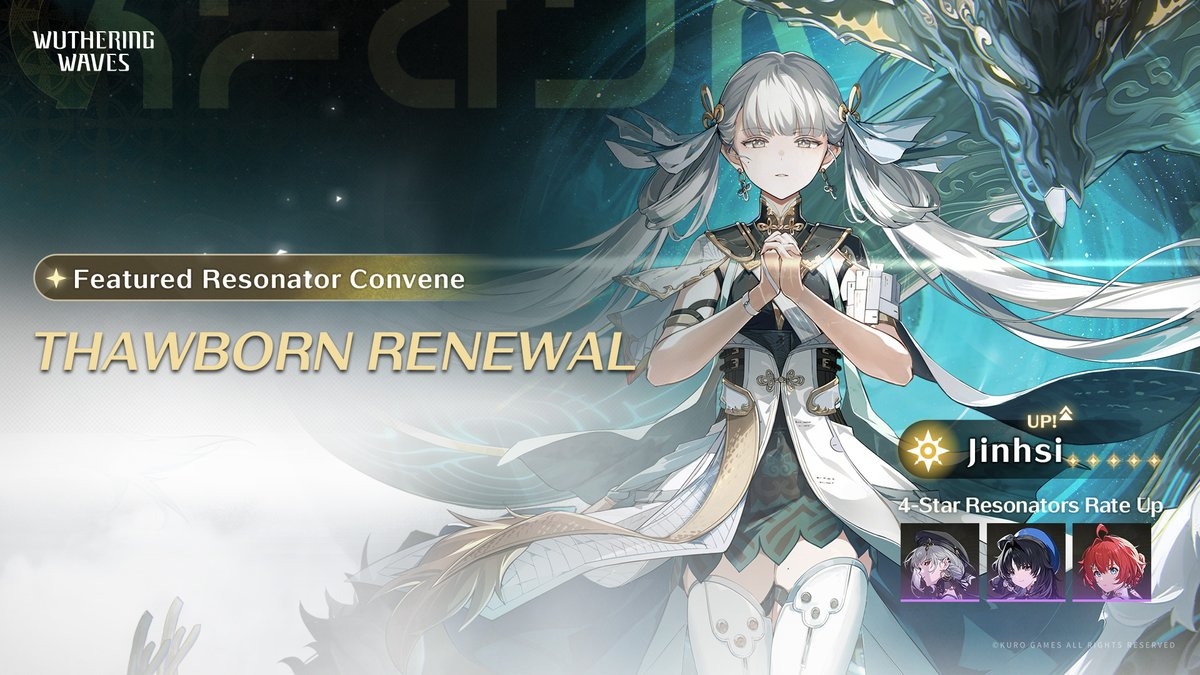 WUTHERING
WAVES
Featured Resonator Convene
THAWBORN RENEWAL
UP!
Jinhsi
4-Star Resonators Rate Up
©KURO GAMES ALL RIGHTS RESERVED